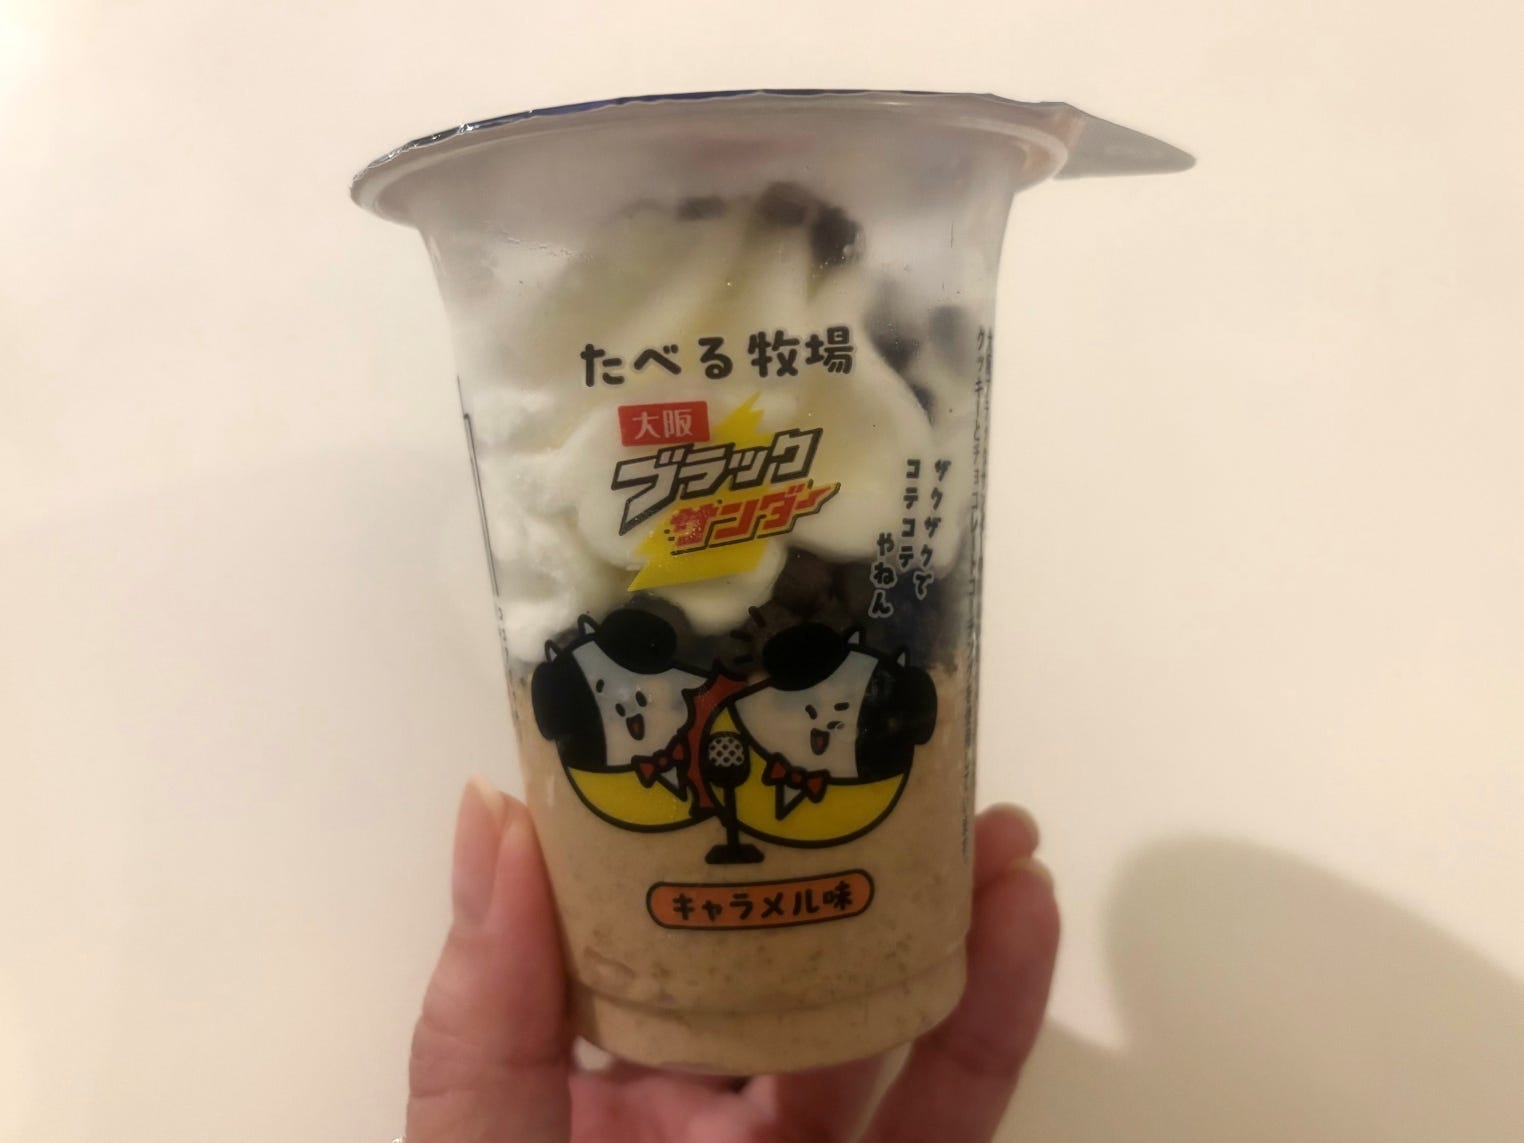 たべる牧場
大阪
ブラック
サンダー
ザクザクで
コテコテ
やねん
キャラメル味